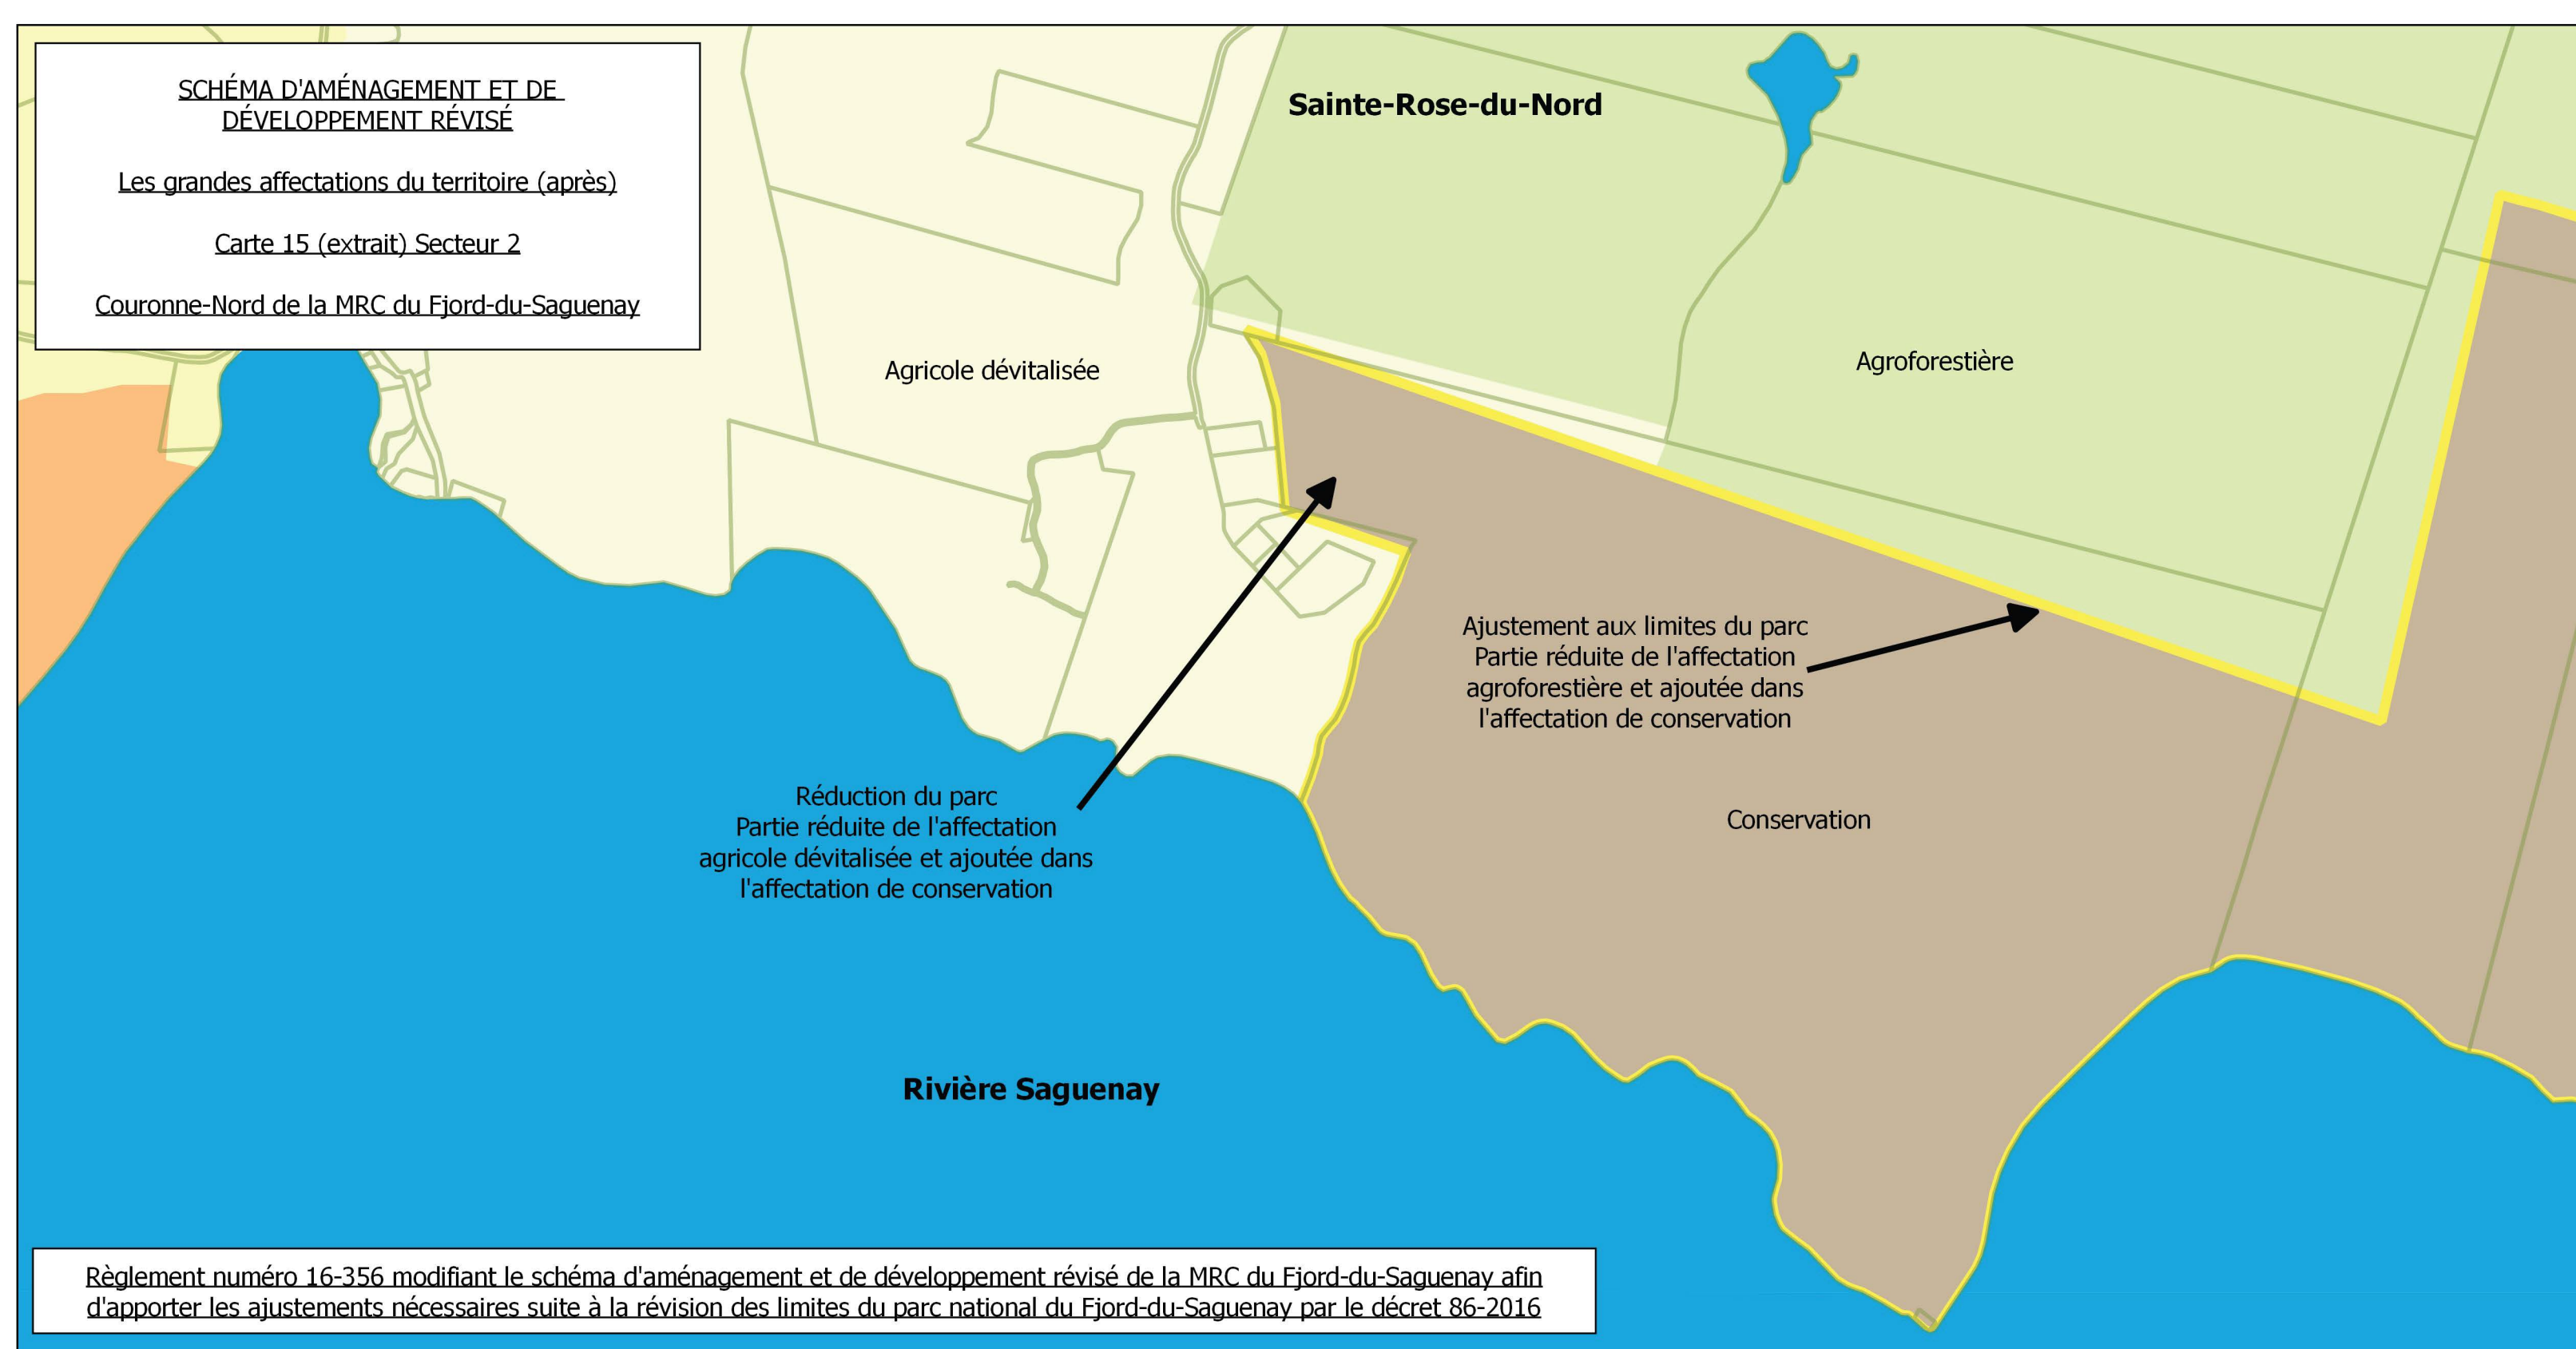 SCHÉMA D'AMÉNAGEMENT ET DE
DÉVELOPPEMENT RÉVISÉ
Les grandes affectations du territoire (après)
Carte 15 (extrait) Secteur 2
Couronne-Nord de la MRC du Fjord-du-Saguenay
Sainte-Rose-du-Nord
Agricole dévitalisée
Agroforestière
Ajustement aux limites du parc
Partie réduite de l'affectation
agroforestière et ajoutée dans
l'affectation de conservation
Réduction du parc
Partie réduite de l'affectation
agricole dévitalisée et ajoutée dans
l'affectation de conservation
Conservation
Rivière Saguenay
Règlement numéro 16-356 modifiant le schéma d'aménagement et de développement révisé de la MRC du Fjord-du-Saguenay afin
d'apporter les ajustements nécessaires suite à la révision des limites du parc national du Fjord-du-Saguenay par le décret 86-2016